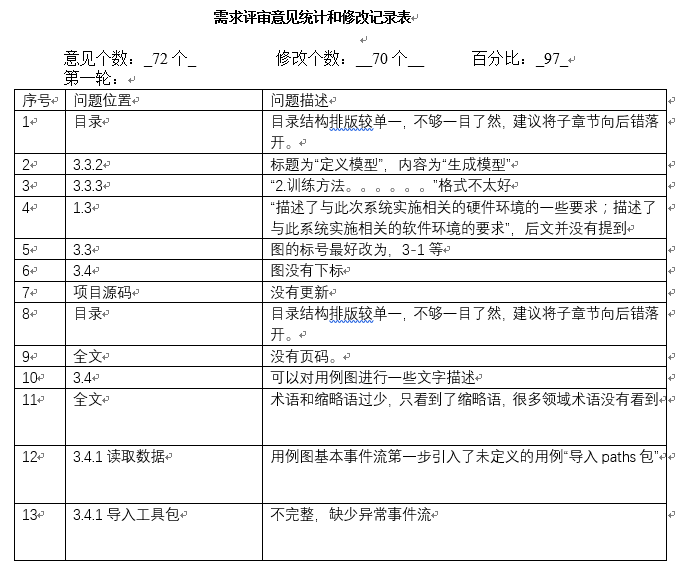 需求评审意见统计和修改记录表
意见个数：_72 个_ 修改个数：__70 个__ 百分比：_97_
第一轮：
序号 问题位置 问题描述
1 目录 目录结构排版较单一，不够一目了然，建议将子章节向后错落
开。
2 3.3.2 标题为“定义模型”，内容为“生成模型”
3 3.3.3 “2.训练方法。。。。。。”格式不太好
4 1.3 “描述了与此次系统实施相关的硬件环境的一些要求；描述了
与此系统实施相关的软件环境的要求”，后文并没有提到
5 3.3 图的标号最好改为，3-1 等
6 3.4 图没有下标
7 项目源码 没有更新
8 目录 目录结构排版较单一，不够一目了然，建议将子章节向后错落
开。
9 全文 没有页码。
10 3.4 可以对用例图进行一些文字描述
11 全文 术语和缩略语过少，只看到了缩略语，很多领域术语没有看到
12 3.4.1 读取数据 用例图基本事件流第一步引入了未定义的用例“导入 paths 包”
13 3.4.1 导入工具包 不完整，缺少异常事件流